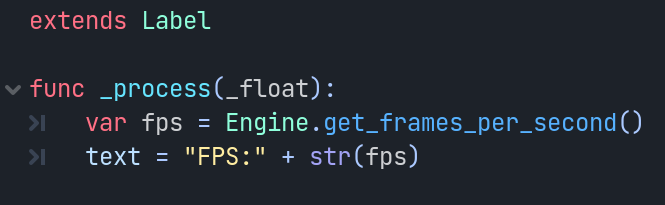 extends Label
func _process(_float):
var fps = Engine.get_frames_per_second()
text = "FPS:" + str(fps)